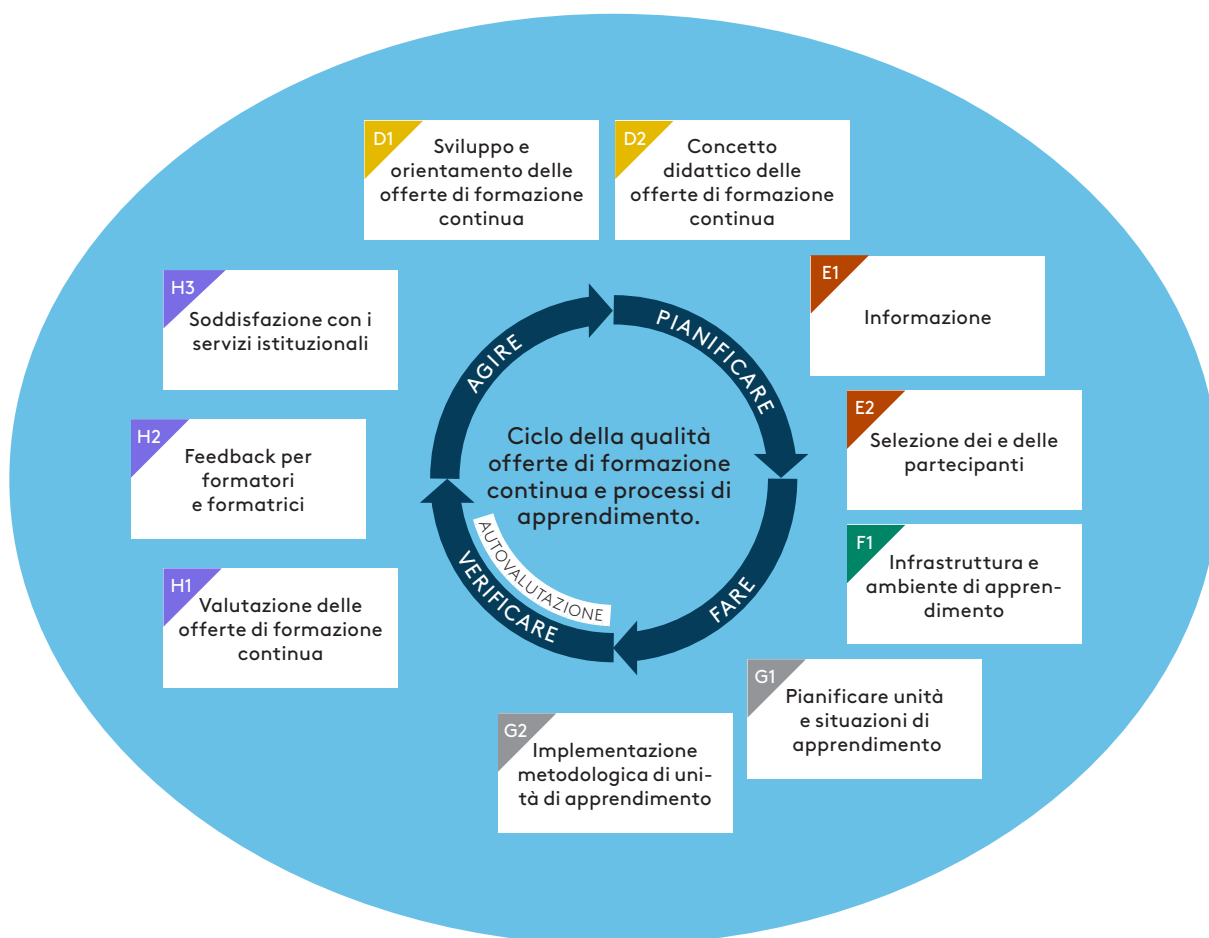 D1
Sviluppo e
orientamento delle
offerte di formazione
continua
D2
Concetto
didattico delle
offerte di formazione
continua
E1
Informazione
E2
Selezione dei e delle
partecipanti
F1
Infrastruttura e
ambiente di appren-
dimento
G1
Pianificare unità
e situazioni di
apprendimento
G2
Implementazione
metodologica di uni-
tà di apprendimento
H1
Valutazione delle
offerte di formazione
continua
H2
Feedback per
formatori
e formatrici
H3
Soddisfazione con i
servizi istituzionali
PIANIFICARE
FARE
VERIFICARE
AUTOVALUTAZIONE
AGIRE
Ciclo della qualità
offerte di formazione
continua e processi di
apprendimento.